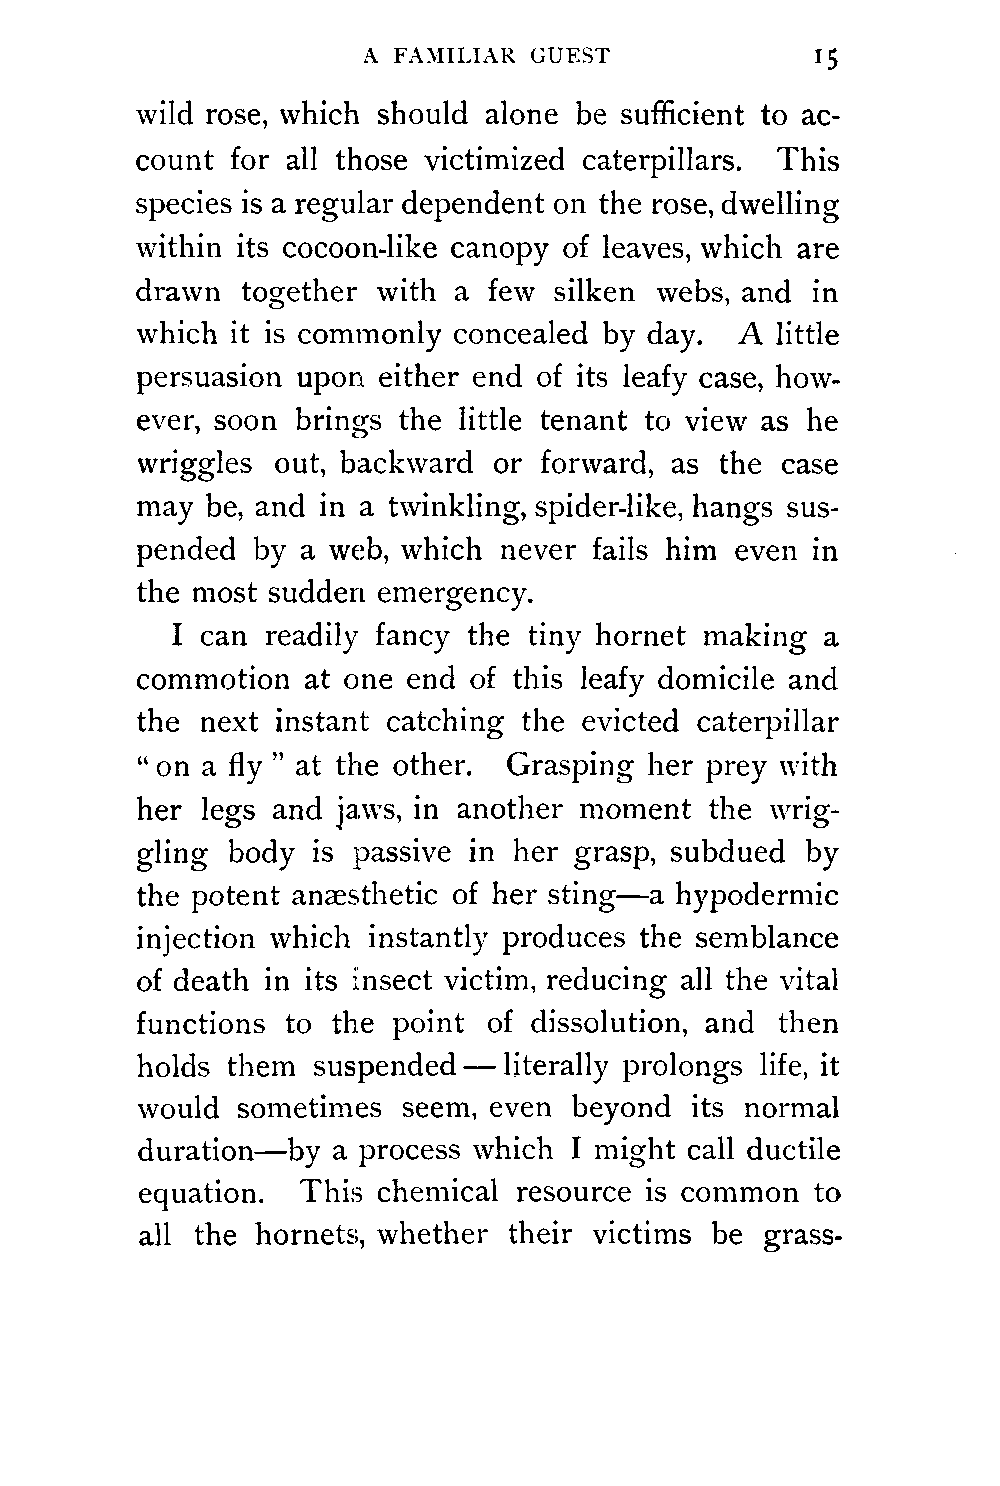 A FAMILIAR GUEST 15
wild rose, which should alone be sufficient to ac-
count for all those victimized caterpillars. This
species is a regular dependent on the rose, dwelling
within its cocoon-like canopy of leaves, which are
drawn together with a few silken webs, and in
which it is commonly concealed by day. A little
persuasion upon either end of its leafy case, how-
ever, soon brings the little tenant to view as he
wriggles out, backward or forward, as the case
may be, and in a twinkling, spider-like, hangs sus-
pended by a web, which never fails him even in
the most sudden emergency.
I can readily fancy the tiny hornet making a
commotion at one end of this leafy domicile and
the next instant catching the evicted caterpillar
“ on a fly ” at the other. Grasping her prey with
her legs and jaws, in another moment the wrig-
gling body is passive in her grasp, subdued by
the potent anæsthetic of her sting—a hypodermic
injection which instantly produces the semblance
of death in its insect victim, reducing all the vital
functions to the point of dissolution, and then
holds them suspended — literally prolongs life, it
would sometimes seem, even beyond its normal
duration—by a process which I might call ductile
equation. This chemical resource is common to
all the hornets, whether their victims be grass-